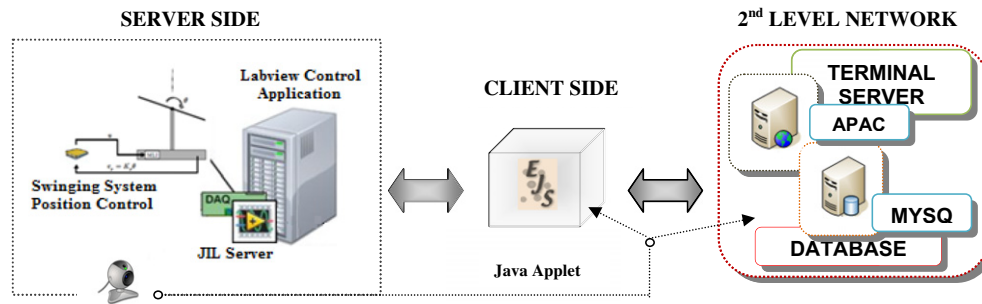 SERVER SIDE
2nd LEVEL NETWORK
Labview Control
Application
Swinging System
Position Control
DAQ
JIL Server
CLIENT SIDE
EJS
Java Applet
TERMINAL
SERVER
APAC
MYSQ
DATABASE